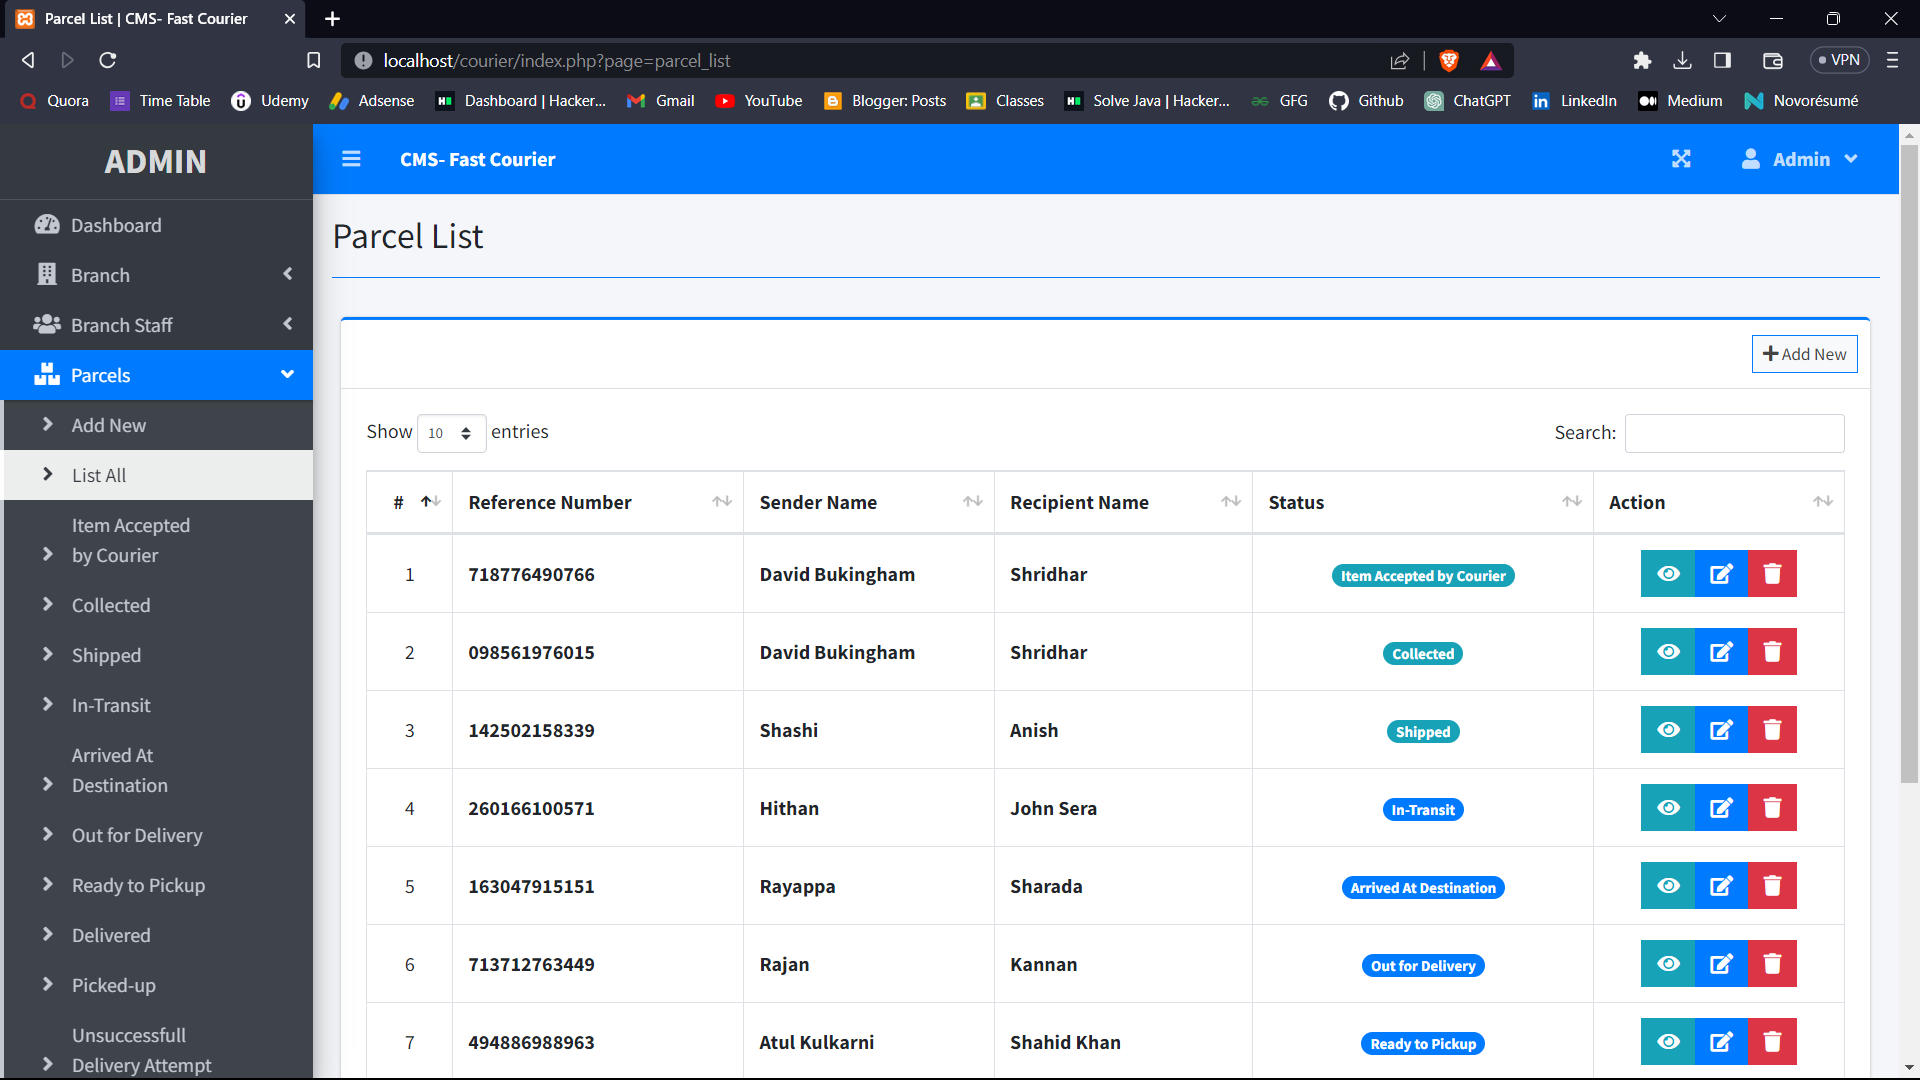 Parcel List | CMS- Fast Courier
localhost/courier/index.php?page=parcel_list
VPN
Quora
Time Table
Udemy
Adsense
Dashboard | Hacker...
Gmail
YouTube
Blogger: Posts
Classes
Solve Java | Hacker...
GFG
Github
ChatGPT
LinkedIn
Medium
Novorésumé
ADMIN
CMS- Fast Courier
Admin
Dashboard
Branch
Branch Staff
Parcels
Add New
List All
Item Accepted
by Courier
Collected
Shipped
In-Transit
Arrived At
Destination
Out for Delivery
Ready to Pickup
Delivered
Picked-up
Unsuccessfull
Delivery Attempt
Parcel List
Add New
Show 10 entries
Search:
# Reference Number Sender Name Recipient Name Status Action
1 718776490766 David Bukingham Shridhar Item Accepted by Courier
2 098561976015 David Bukingham Shridhar Collected
3 142502158339 Shashi Anish Shipped
4 260166100571 Hithan John Sera In-Transit
5 163047915151 Rayappa Sharada Arrived At Destination
6 713712763449 Rajan Kannan Out for Delivery
7 494886988963 Atul Kulkarni Shahid Khan Ready to Pickup